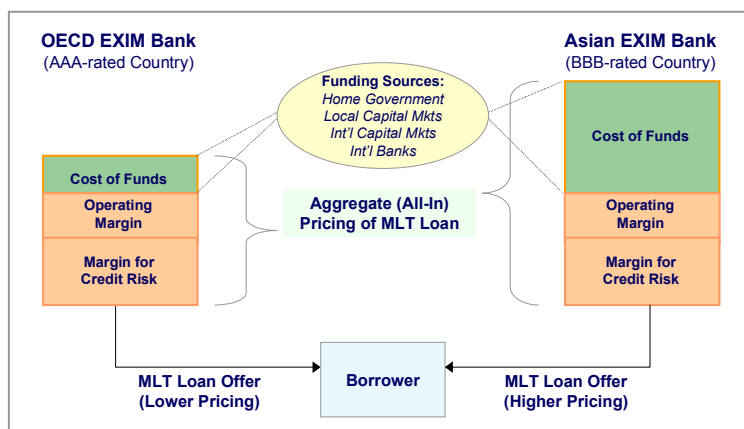 OECD EXIM Bank
(AAA-rated Country)
Asian EXIM Bank
(BBB-rated Country)
Funding Sources:
Home Government
Local Capital Mkts
Int'l Capital Mkts
Int'l Banks
Cost of Funds
Operating
Margin
Margin for
Credit Risk
Aggregate (All-In)
Pricing of MLT Loan
Cost of Funds
Operating
Margin
Margin for
Credit Risk
MLT Loan Offer
(Lower Pricing)
Borrower
MLT Loan Offer
(Higher Pricing)